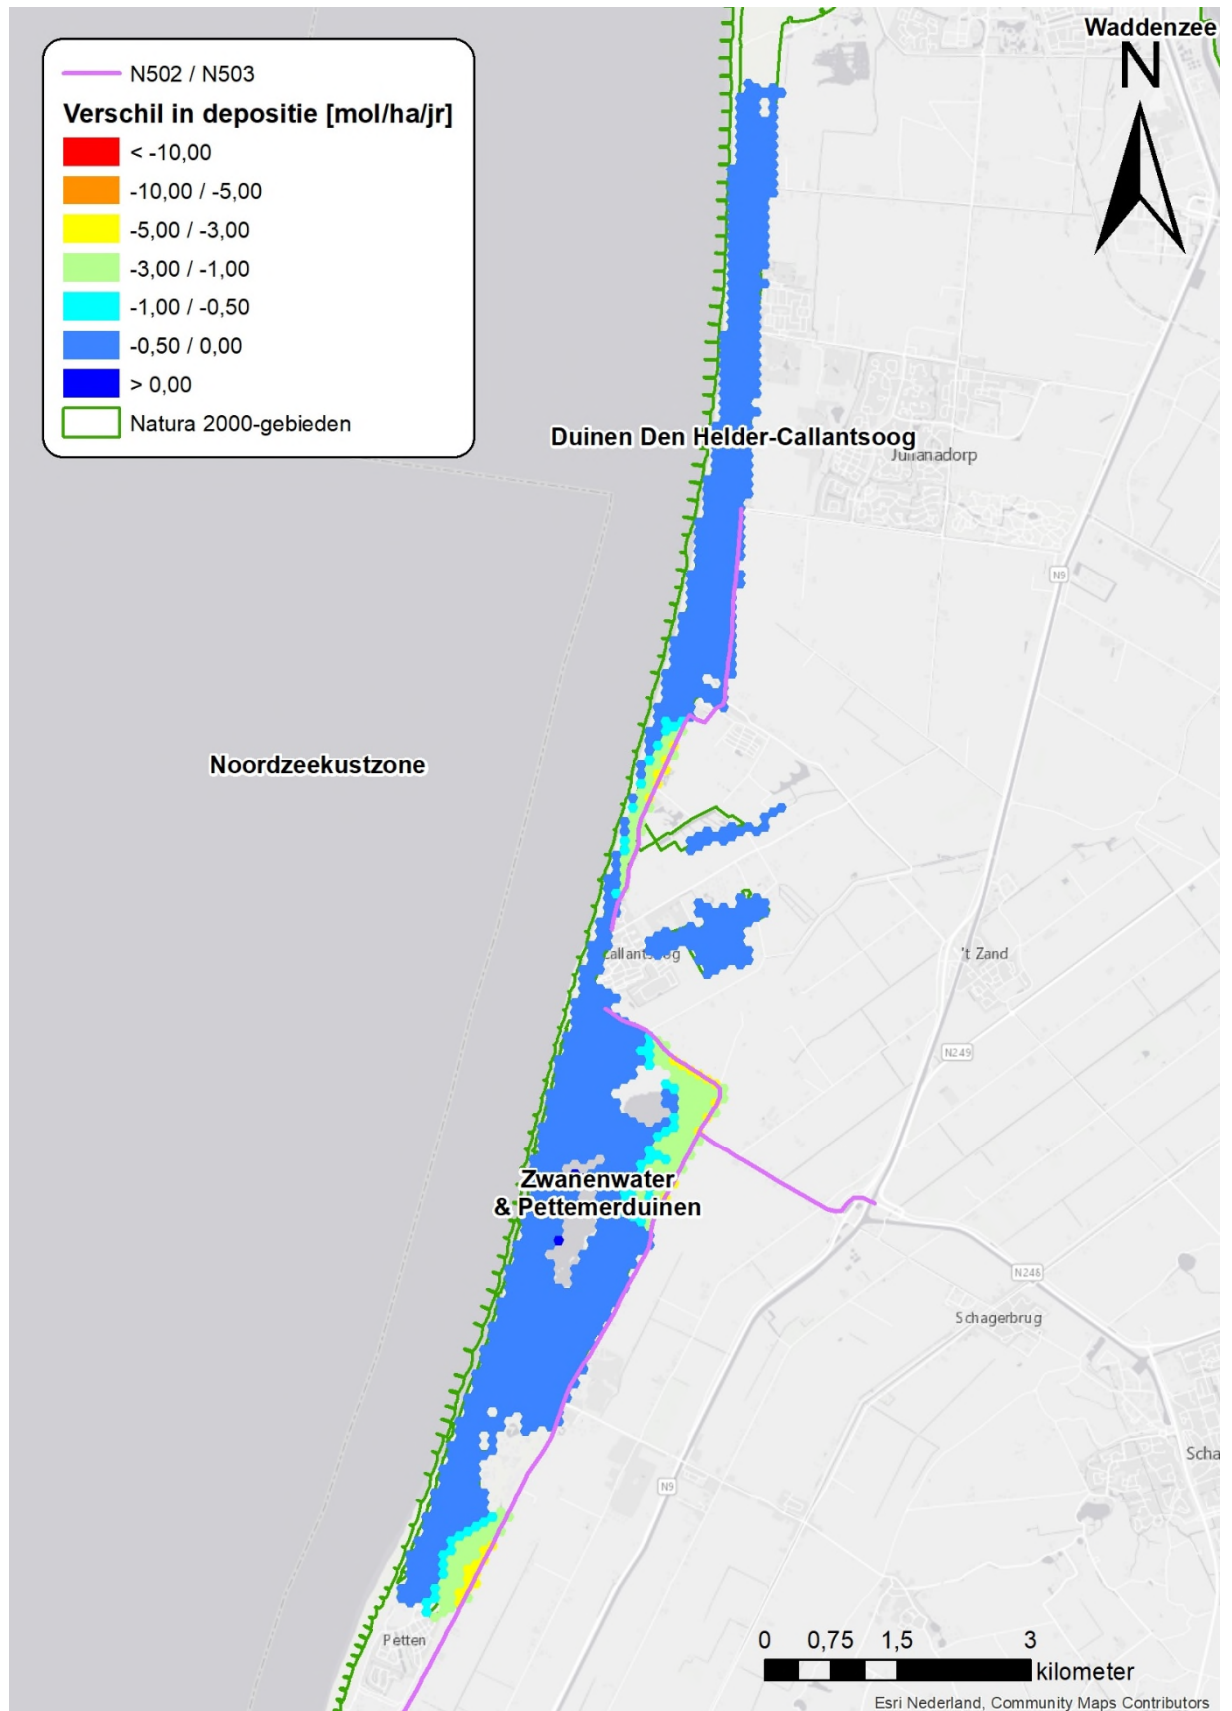 N502 / N503
Verschil in depositie [mol/ha/jr]
< -10,00
-10,00 / -5,00
-5,00 / -3,00
-3,00 / -1,00
-1,00 / -0,50
-0,50 / 0,00
> 0,00
Natura 2000-gebieden
Waddenzee
N
Duinen Den Helder-Callantsoog
Julianadorp
N9
Noordzeekustzone
't Zand
N249
Zwanenwater
& Pettemerduinen
N248
Schagerbrug
Scha
N9
Petten
0 0,75 1,5 3
kilometer
Esri Nederland, Community Maps Contributors